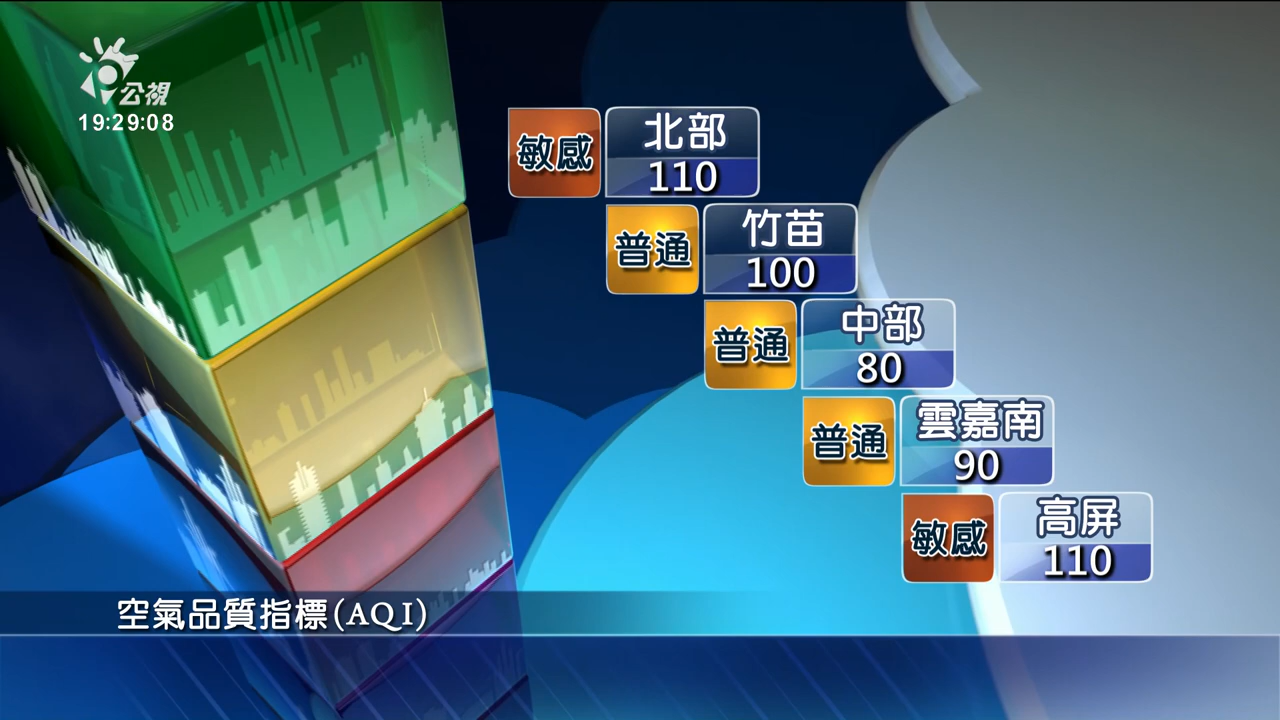 公視
19:29:08
敏感
北部
110
普通
竹苗
100
普通
中部
80
普通
雲嘉南
90
敏感
高屏
110
空氣品質指標(AQI)